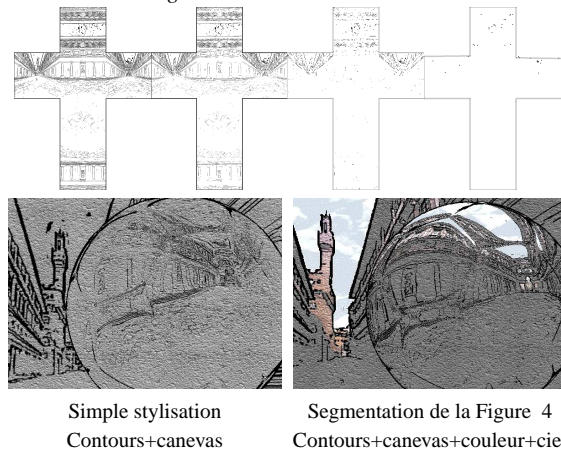 Simple stylisation
Contours+canevas
Segmentation de la Figure 4
Contours+canevas+couleur+cie